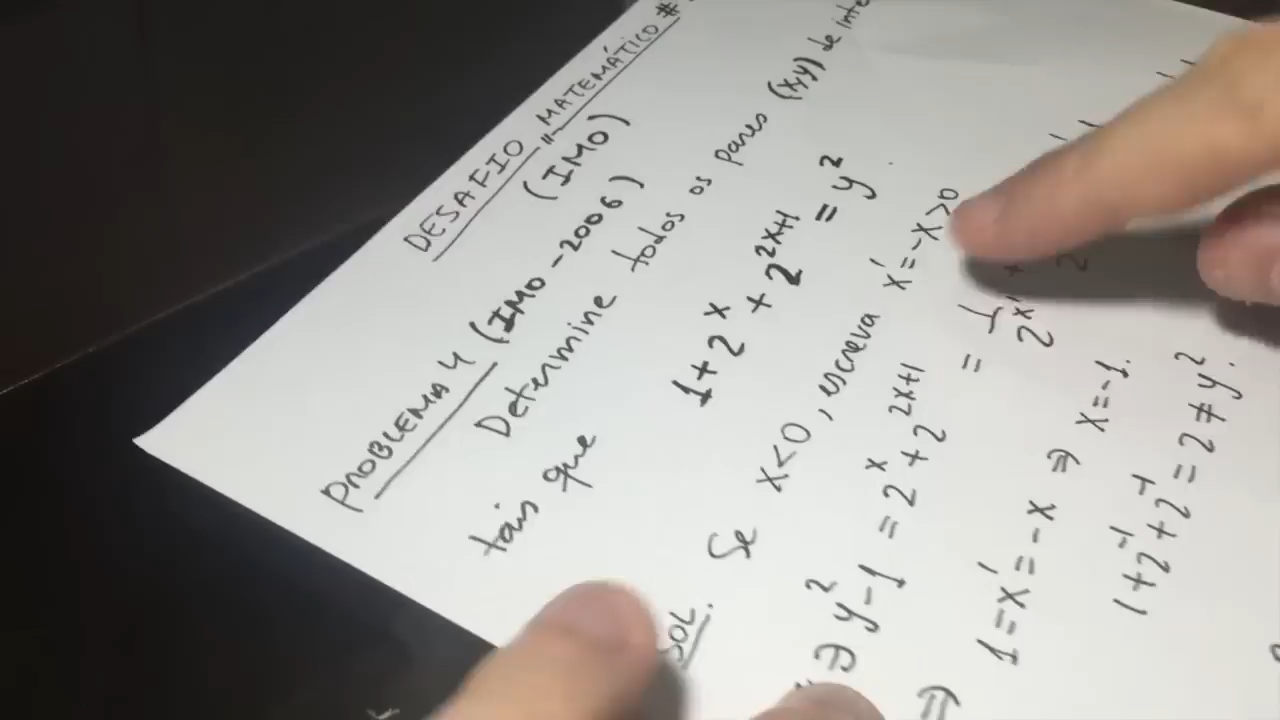 DESAFIO MATEMÁTICO #
(IMO)
PROBLEMA 4 (IMO-2006)
Determine todos os pares (x,y) de
tais que
1+2^x+2^{2x+1}=y^2.
SOL. Se x<0, escreva x'=-x>0
∋ y^2-1=2^x+2^{2x+1}=\frac{1}{2^{x'}}+
⇒ 1=x'=-x ⇒ x=-1.
1+2^{-1}+2^{-1}=2≠y^2.